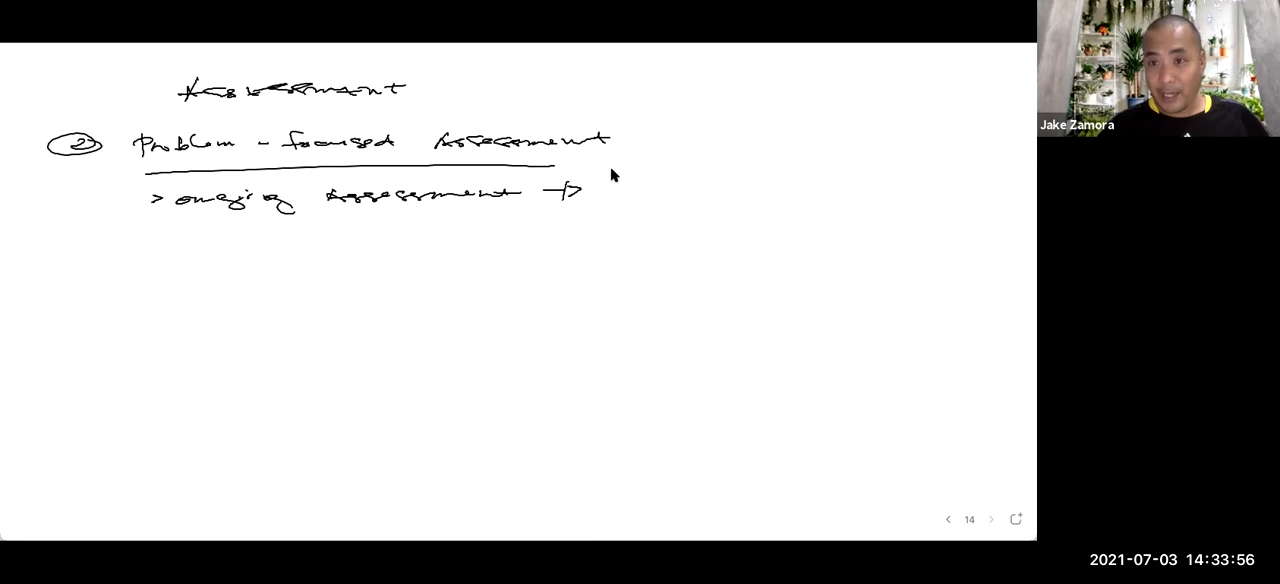 Assessment
② Problem - focused Assessment
> ongoing Assessment →
Jake Zamora
14
2021-07-03 14:33:56